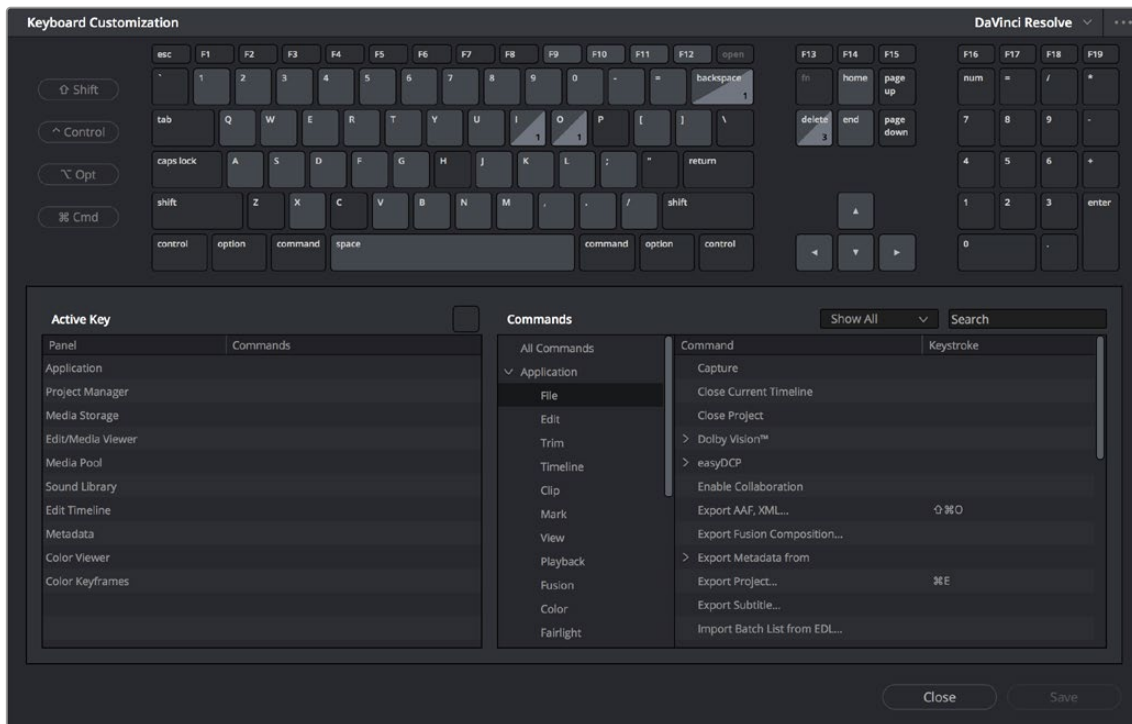 Keyboard Customization DaVinci Resolve
esc F1 F2 F3 F4 F5 F6 F7 F8 F9 F10 F11 F12 open F13 F14 F15 F16 F17 F18 F19
⇧ Shift ` 1 2 3 4 5 6 7 8 9 0 - = backspace 1 fn home page up num = / *
^ Control tab Q W E R T Y U I 1 O 1 P [ ] \ delete 3 end page down 7 8 9 -
⌥ Opt caps lock A S D F G H J K L ; " return 4 5 6 +
⌘ Cmd shift Z X C V B N M , . / shift 1 2 3 enter
control option command space command option control 0 .
Active Key Commands Show All Search
Panel Commands All Commands Command Keystroke
Application Application Capture
Project Manager File Close Current Timeline
Media Storage Edit Close Project
Edit/Media Viewer Trim Dolby Vision™
Media Pool Timeline easyDCP
Sound Library Clip Enable Collaboration
Edit Timeline Mark Export AAF, XML... ⇧⌘O
Metadata View Export Fusion Composition...
Color Viewer Playback Export Metadata from
Color Keyframes Fusion Export Project... ⌘E
Color Export Subtitle...
Fairlight Import Batch List from EDL...
Close Save